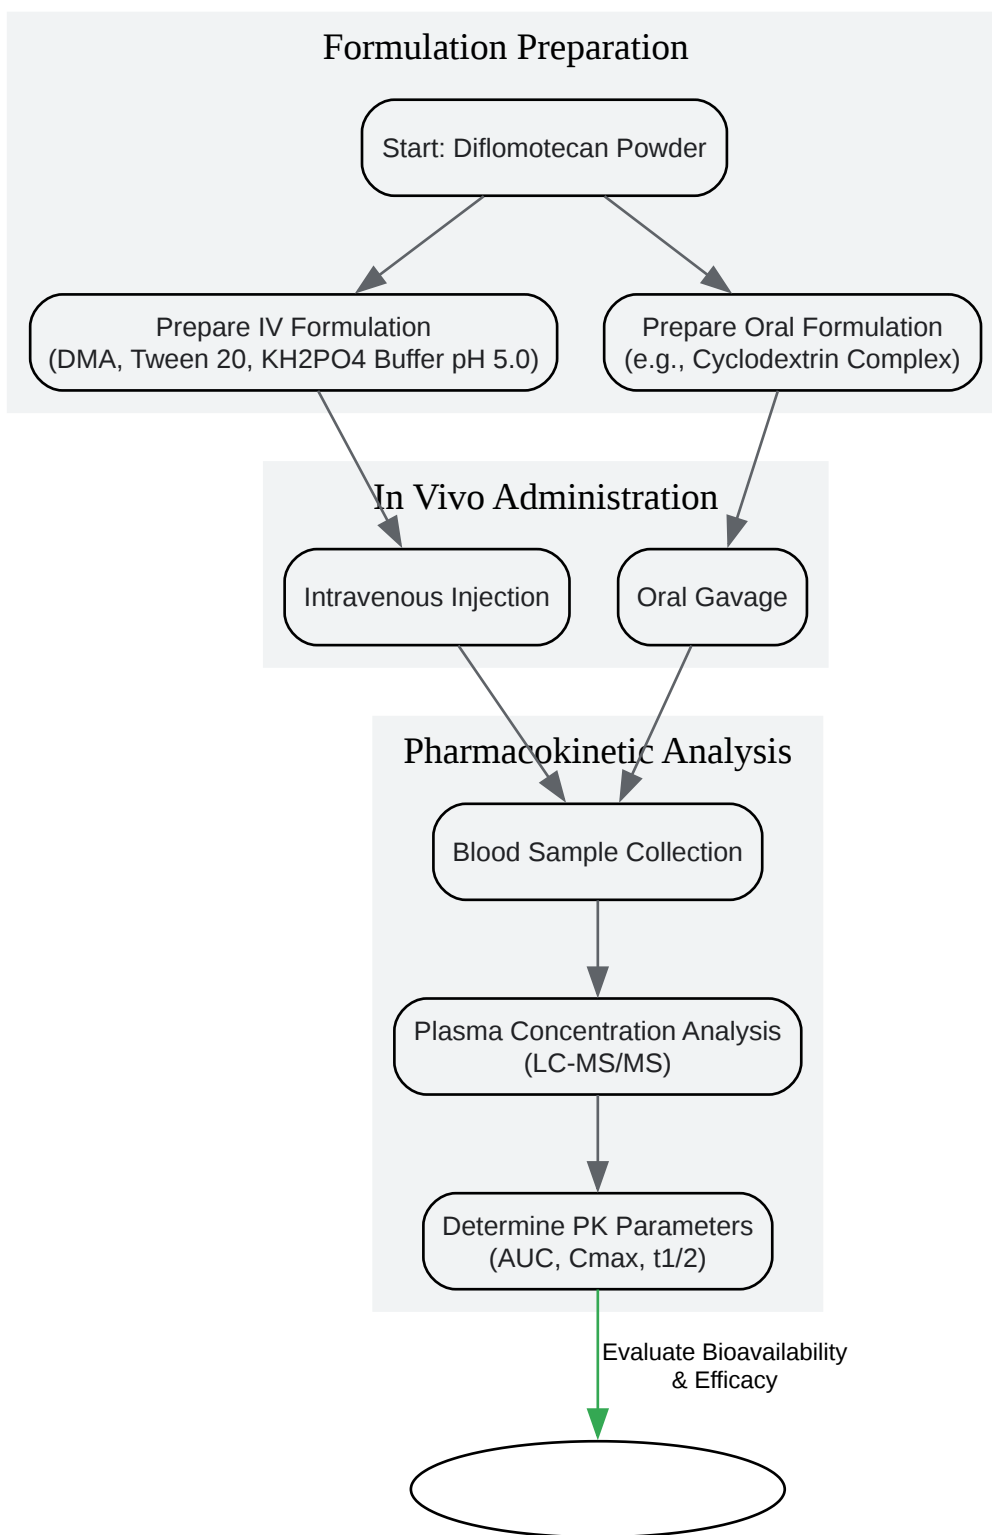 Formulation Preparation
Start: Diflomotecan Powder
Prepare IV Formulation
(DMA, Tween 20, KH2PO4 Buffer pH 5.0)
Prepare Oral Formulation
(e.g., Cyclodextrin Complex)
In Vivo Administration
Intravenous Injection
Oral Gavage
Pharmacokinetic Analysis
Blood Sample Collection
Plasma Concentration Analysis
(LC-MS/MS)
Determine PK Parameters
(AUC, Cmax, t1/2)
Evaluate Bioavailability
& Efficacy